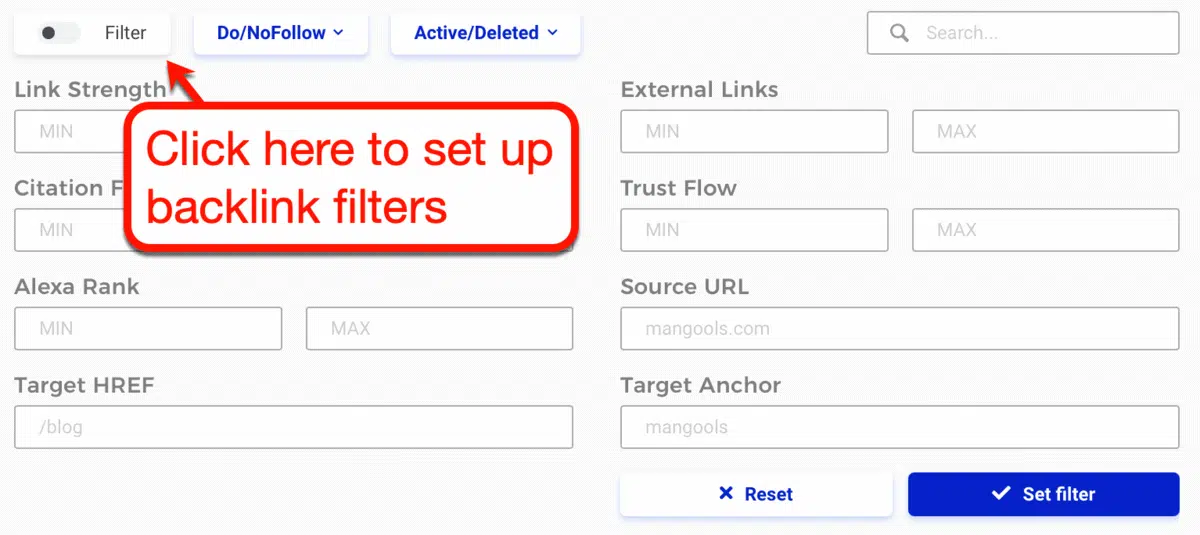 Filter
Do/NoFollow
Active/Deleted
Search...
Link Strength
External Links
MIN
MIN
MAX
Click here to set up
backlink filters
Citation F
Trust Flow
MIN
MIN
MAX
Alexa Rank
Source URL
MIN
MAX
mangools.com
Target HREF
Target Anchor
/blog
mangools
Reset
Set filter